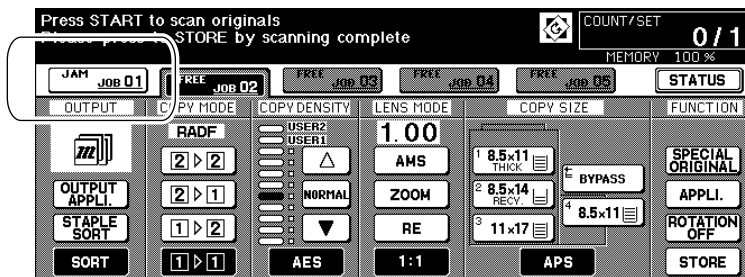 Press START to scan originals
Please press to STORE by scanning complete
COUNT/SET
0/1
MEMORY 100 %
JAM JOB 01
FREE JOB 02
FREE JOB 03
FREE JOB 04
FREE JOB 05
STATUS
OUTPUT
COPY MODE
COPY DENSITY
LENS MODE
COPY SIZE
FUNCTION
m
OUTPUT APPLI.
STAPLE SORT
SORT
RADF
2▷2
2▷1
1▷2
1▷1
USER2
USER1
NORMAL
AES
1.00
AMS
ZOOM
RE
1:1
1 8.5x11
THICK
2 8.5x14
RECY.
3 11x17
BYPASS
4 8.5x11
APS
SPECIAL ORIGINAL
APPLI.
ROTATION OFF
STORE